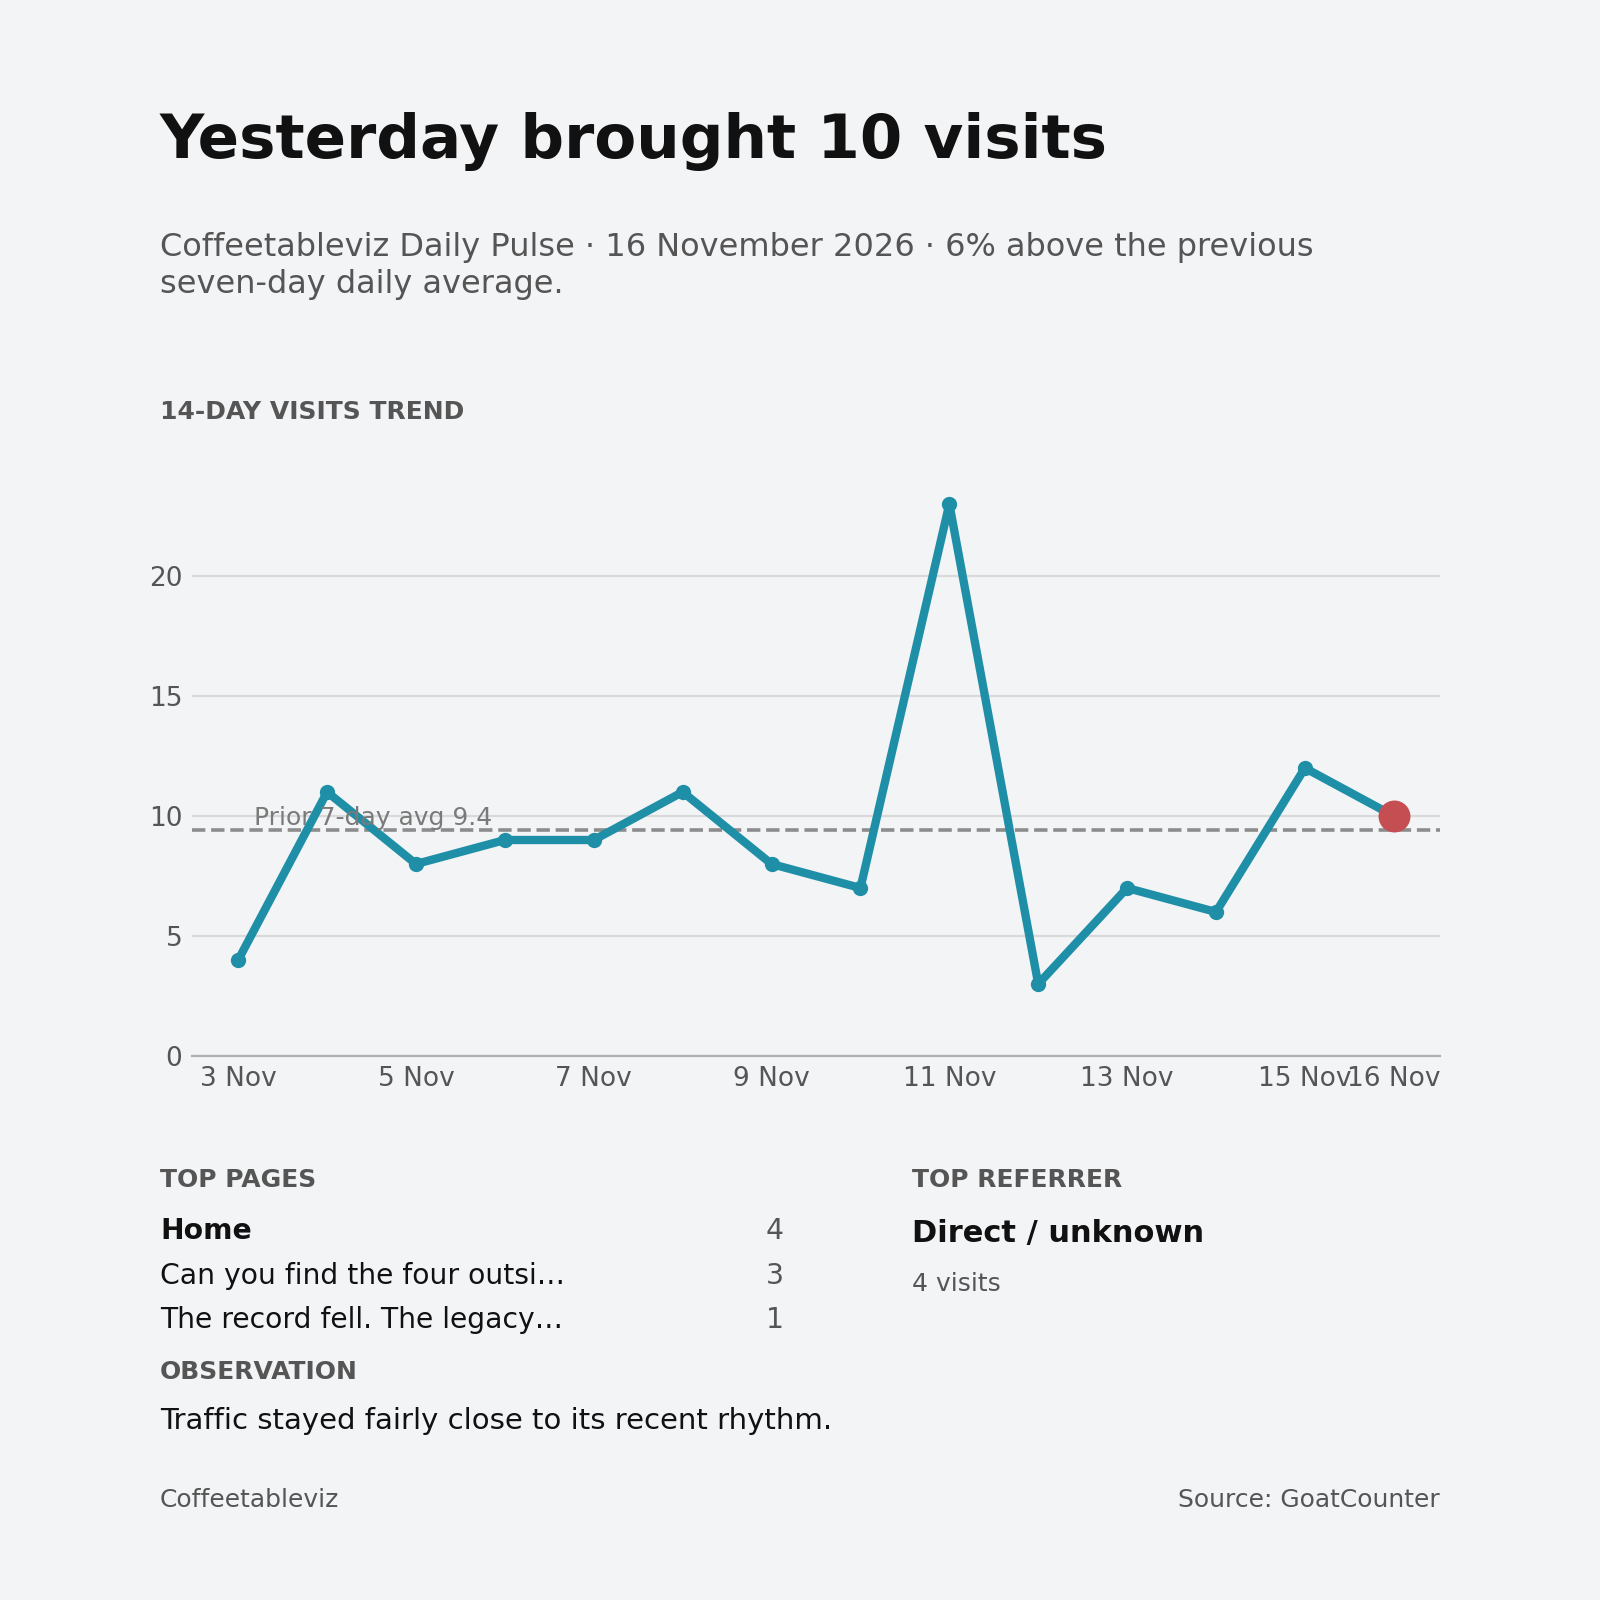 Yesterday brought 10 visits
Coffeetableviz Daily Pulse · 16 November 2026 · 6% above the previous
seven-day daily average.
14-DAY VISITS TREND
20
15
10
5
0
Prior 7-day avg 9.4
3 Nov 5 Nov 7 Nov 9 Nov 11 Nov 13 Nov 15 Nov 16 Nov
TOP PAGES
Home 4
Can you find the four outsi… 3
The record fell. The legacy… 1
TOP REFERRER
Direct / unknown
4 visits
OBSERVATION
Traffic stayed fairly close to its recent rhythm.
Coffeetableviz
Source: GoatCounter